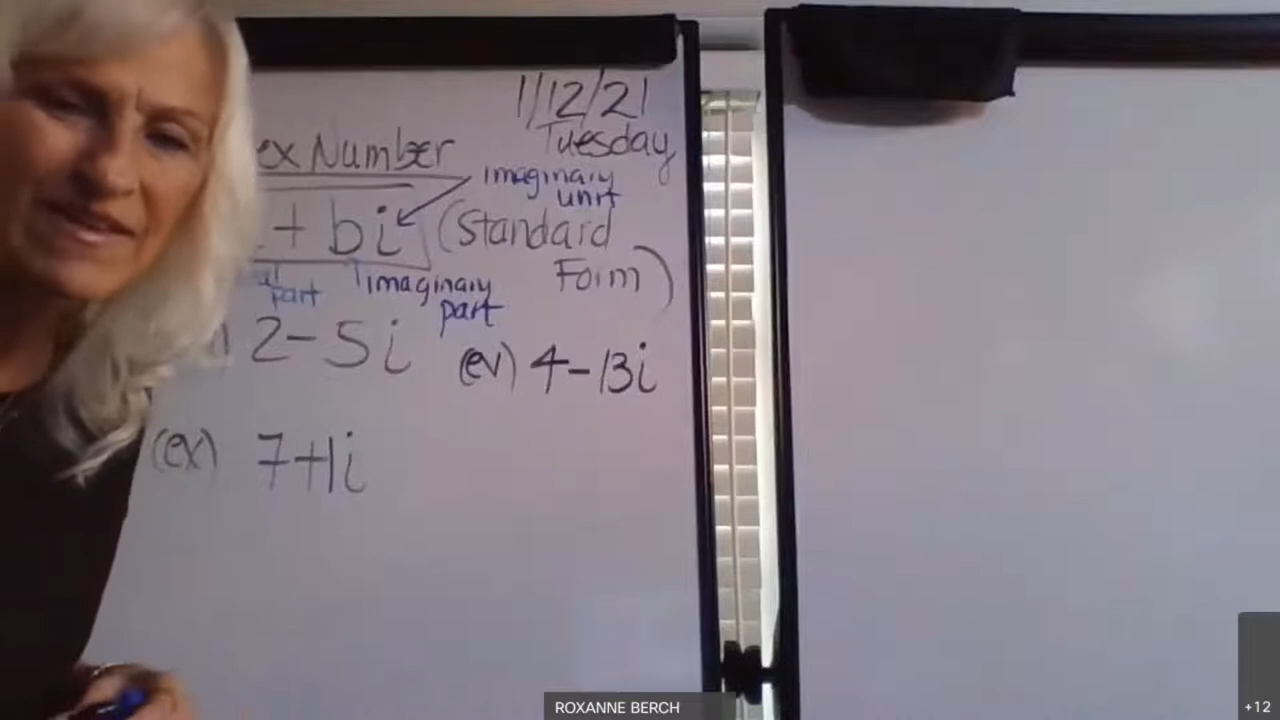 1/12/21
Tuesday
ex Number
imaginary
unit
+ bi (Standard
Form)
part imaginary
part
2-5i (ex) 4-13i
(ex) 7+1i
ROXANNE BERCH
+12